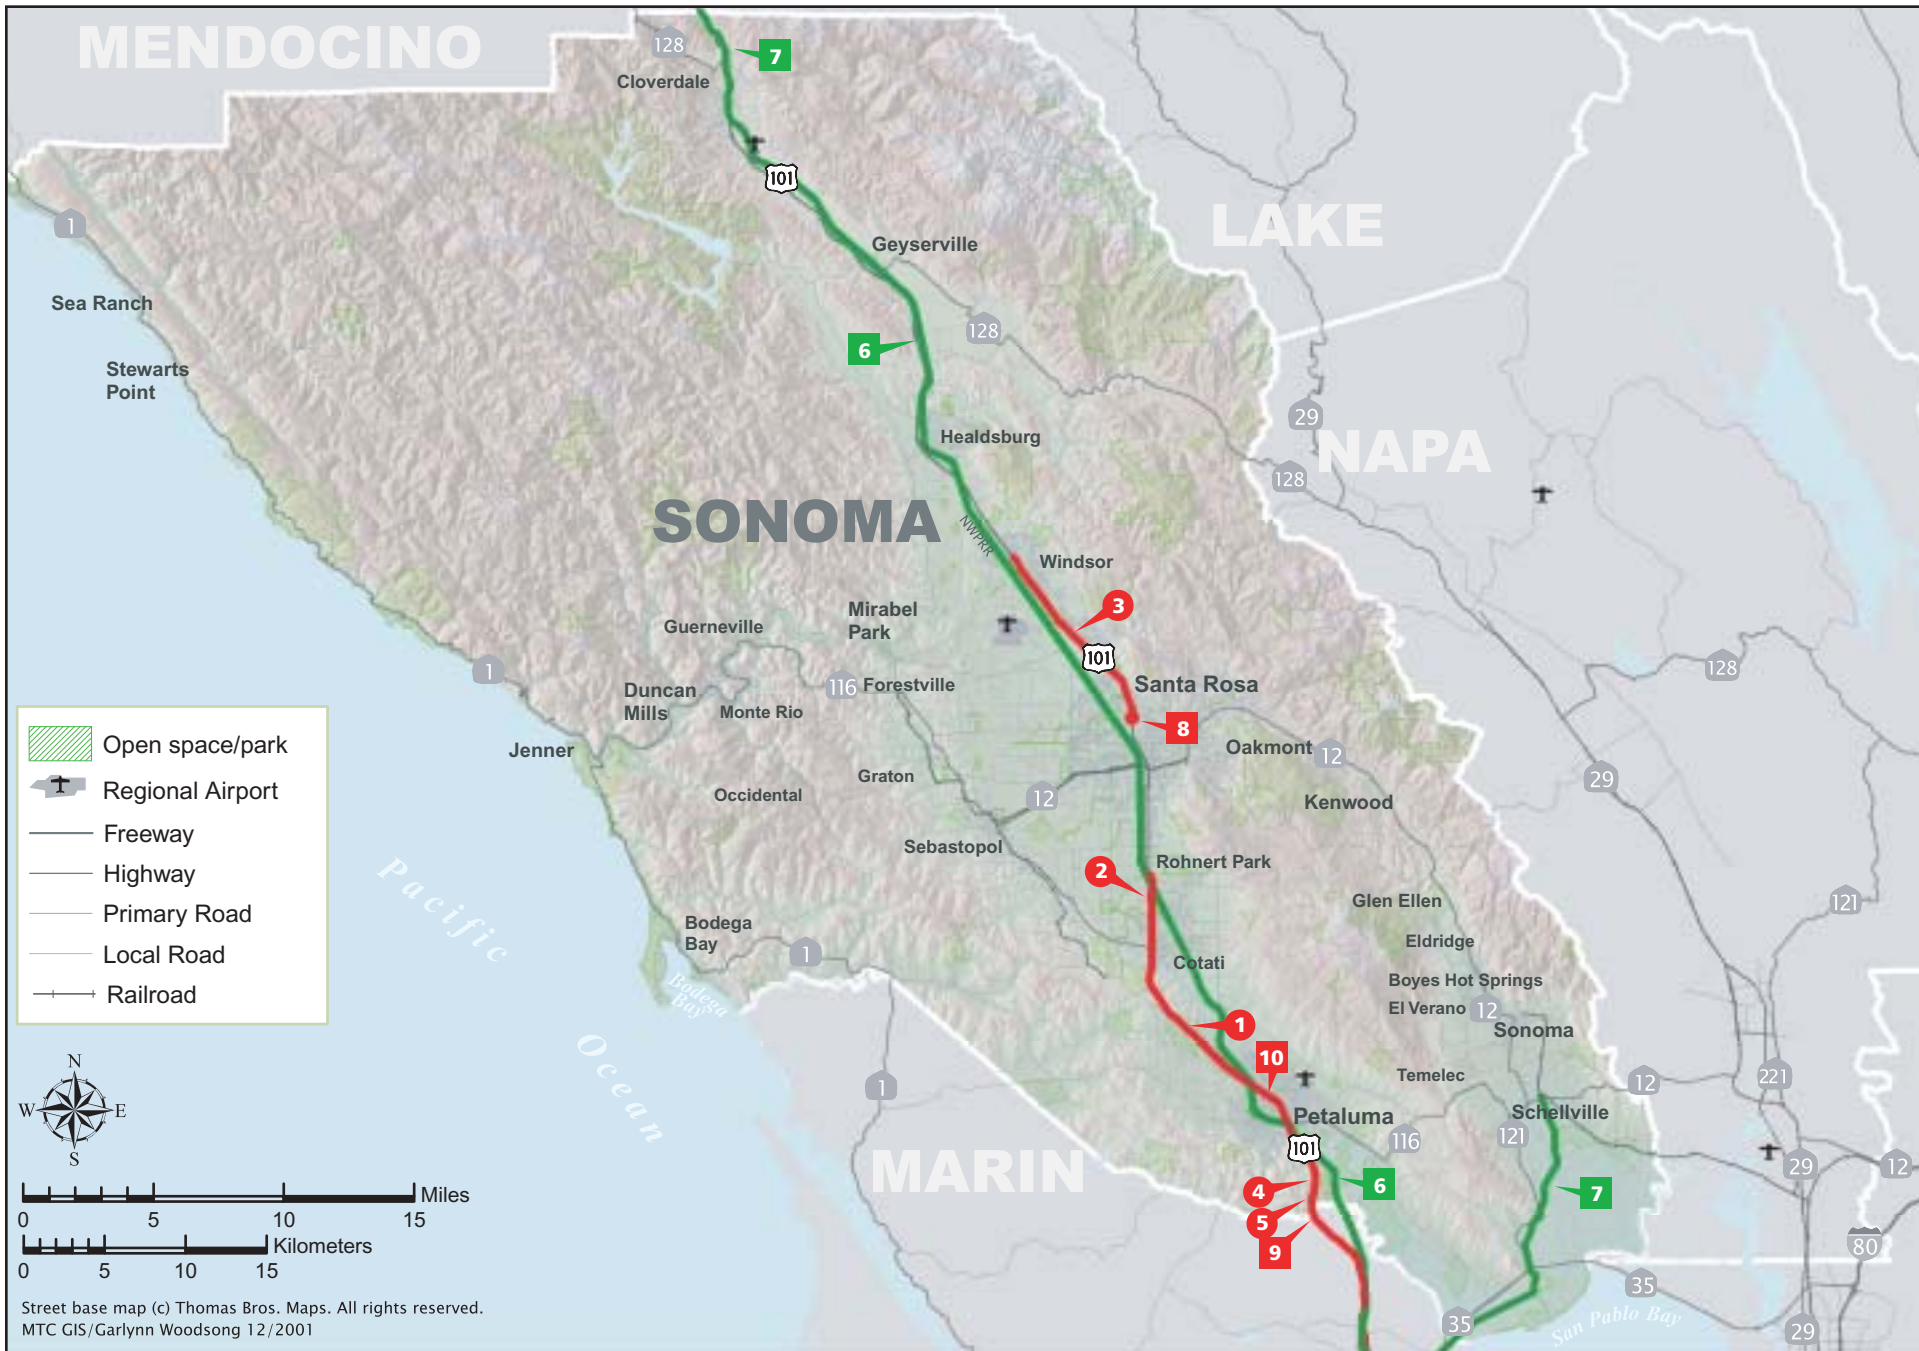 MENDOCINO
128
7
Cloverdale
101
1
LAKE
Geyserville
Sea Ranch
128
6
Stewarts
Point
29
Healdsburg
NAPA
128
SONOMA
NWPRR
Windsor
3
Mirabel
Park
Guerneville
101
1
128
116
Forestville
Santa Rosa
Duncan
Mills
Monte Rio
8
Open space/park
Jenner
Oakmont
12
Regional Airport
Graton
29
12
Occidental
Kenwood
Freeway
Sebastopol
Highway
2
Rohnert Park
Pacific
Primary Road
Glen Ellen
121
Bodega
Bay
Eldridge
Local Road
1
Cotati
Railroad
Bodega
Bay
Boyes Hot Springs
El Verano
12
1
Sonoma
Ocean
10
N
W
E
S
1
Temelec
12
221
Petaluma
Schellville
116
121
101
MARIN
29
12
4
6
7
5
9
Miles
0
5
10
15
Kilometers
0
5
10
15
80
35
San Pablo Bay
35
29
Street base map (c) Thomas Bros. Maps. All rights reserved.
MTC GIS/Garlynn Woodsong 12/2001